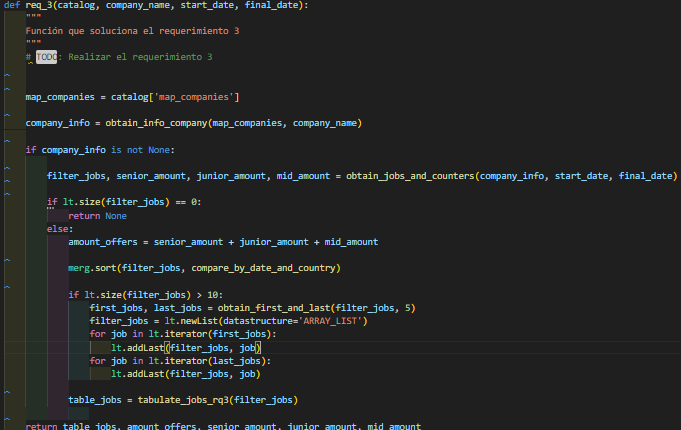 def req_3(catalog, company_name, start_date, final_date):
"""
Función que soluciona el requerimiento 3
"""
# TODO: Realizar el requerimiento 3
map_companies = catalog['map_companies']
company_info = obtain_info_company(map_companies, company_name)
if company_info is not None:
filter_jobs, senior_amount, junior_amount, mid_amount = obtain_jobs_and_counters(company_info, start_date, final_date)
if lt.size(filter_jobs) == 0:
return None
else:
amount_offers = senior_amount + junior_amount + mid_amount
merg.sort(filter_jobs, compare_by_date_and_country)
if lt.size(filter_jobs) > 10:
first_jobs, last_jobs = obtain_first_and_last(filter_jobs, 5)
filter_jobs = lt.newList(datastructure='ARRAY_LIST')
for job in lt.iterator(first_jobs):
lt.addLast(filter_jobs, job)
for job in lt.iterator(last_jobs):
lt.addLast(filter_jobs, job)
table_jobs = tabulate_jobs_rq3(filter_jobs)
return table_jobs, amount_offers, senior_amount, junior_amount, mid_amount